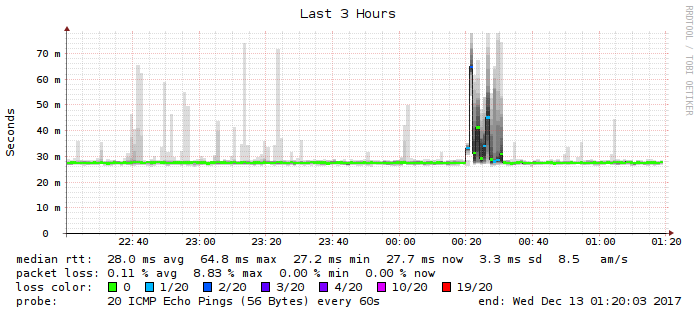 Last 3 Hours
RRDTOOL / TOBI OETIKER
Seconds
70 m
60 m
50 m
40 m
30 m
20 m
10 m
0
22:40 23:00 23:20 23:40 00:00 00:20 00:40 01:00 01:20
median rtt: 28.0 ms avg 64.8 ms max 27.2 ms min 27.7 ms now 3.3 ms sd 8.5 am/s
packet loss: 0.11 % avg 8.83 % max 0.00 % min 0.00 % now
loss color: 0 1/20 2/20 3/20 4/20 10/20 19/20
probe: 20 ICMP Echo Pings (56 Bytes) every 60s end: Wed Dec 13 01:20:03 2017